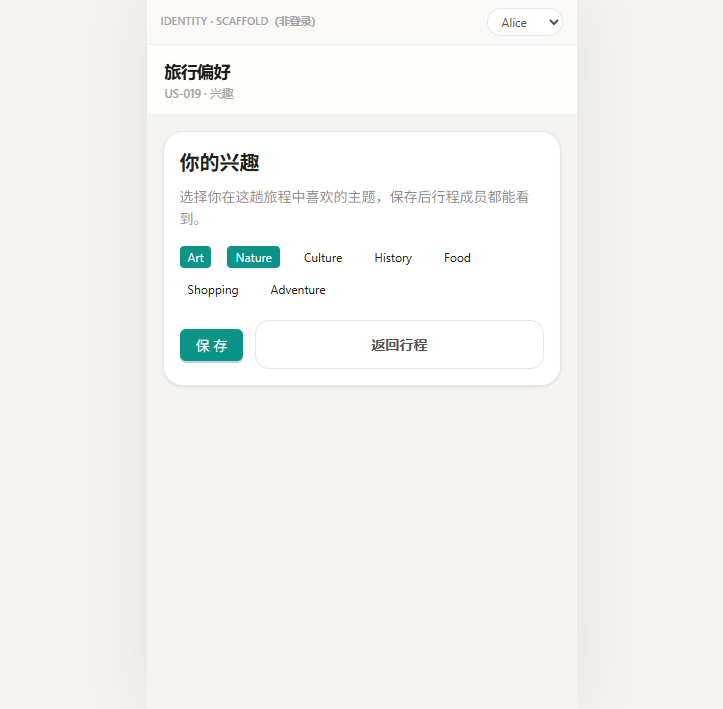 IDENTITY · SCAFFOLD（非登录）
Alice
旅行偏好
US-019 · 兴趣
你的兴趣
选择你在这趟旅程中喜欢的主题，保存后行程成员都能看
到。
Art Nature Culture History Food
Shopping Adventure
保 存 返回行程